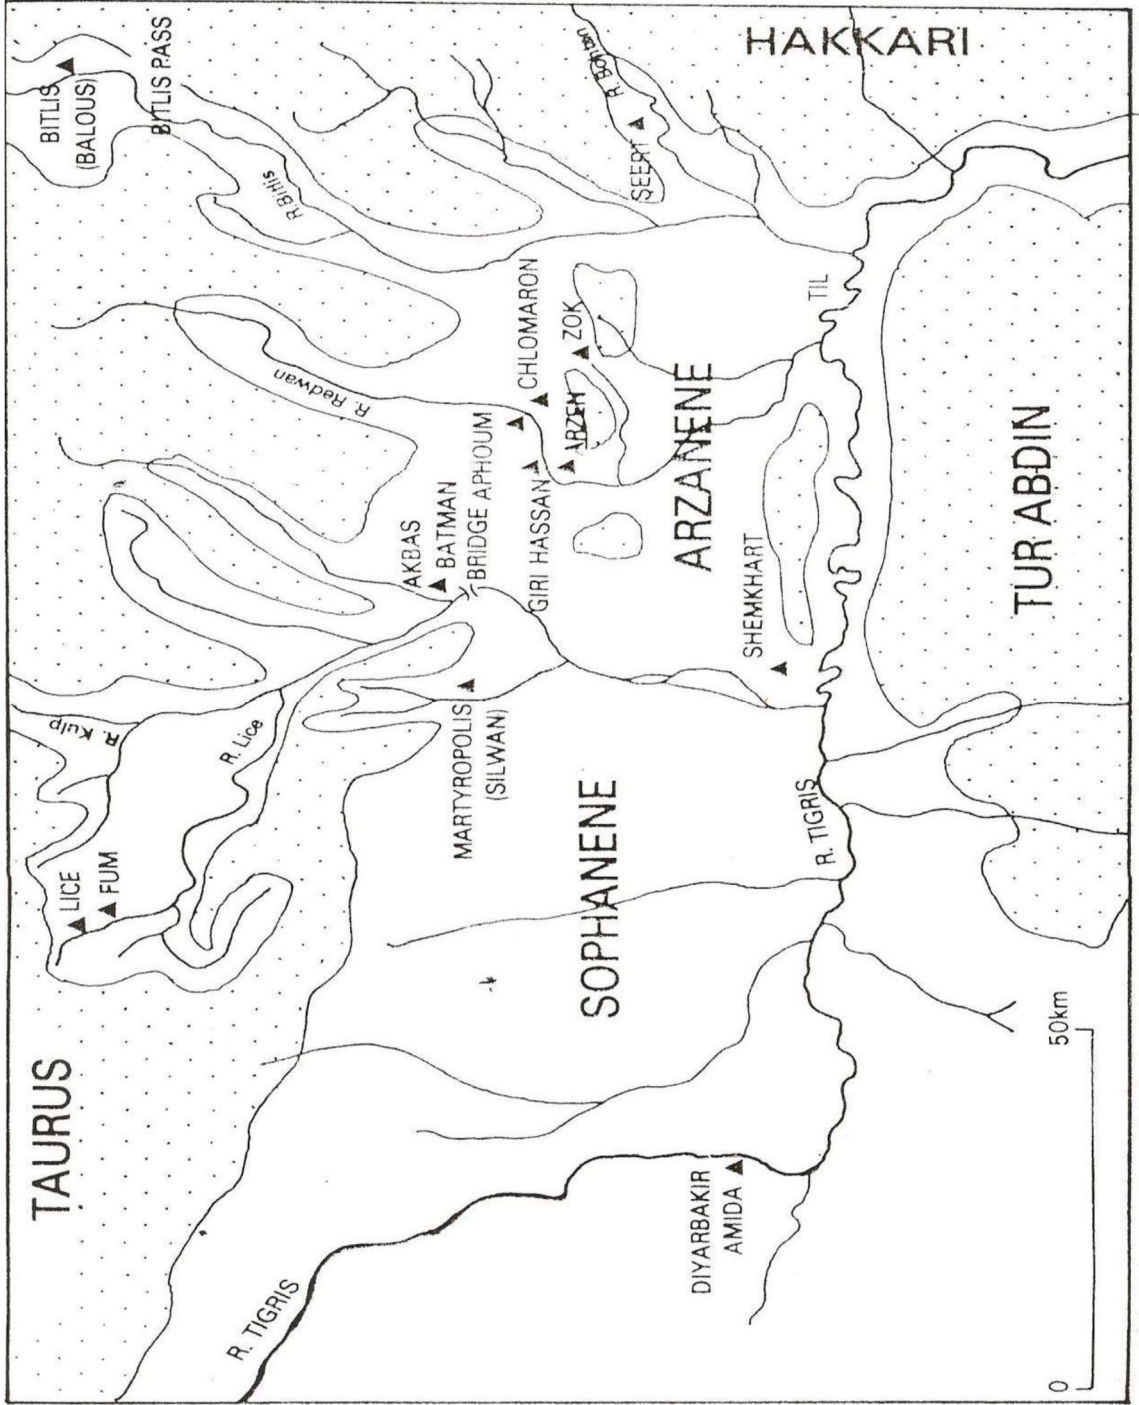 TAURUS
R. TIGRIS
LICE
FUM
R. Kulp
R. Lice
BITLIS
(BALOUS)
BITLIS PASS
R. Bitlis
R. Redwan
AKBAS
BATMAN
BRIDGE APHOUM
CHLOMARON
GIRI HASSAN
ARZEN
ZOK
MARTYROPOLIS
(SILWAN)
SOPHANENE
ARZANENE
SHEMKHART
SEERT
R. Bohtan
HAKKARI
TIL
R. TIGRIS
DIYARBAKIR
AMIDA
TUR ABDIN
0
50km